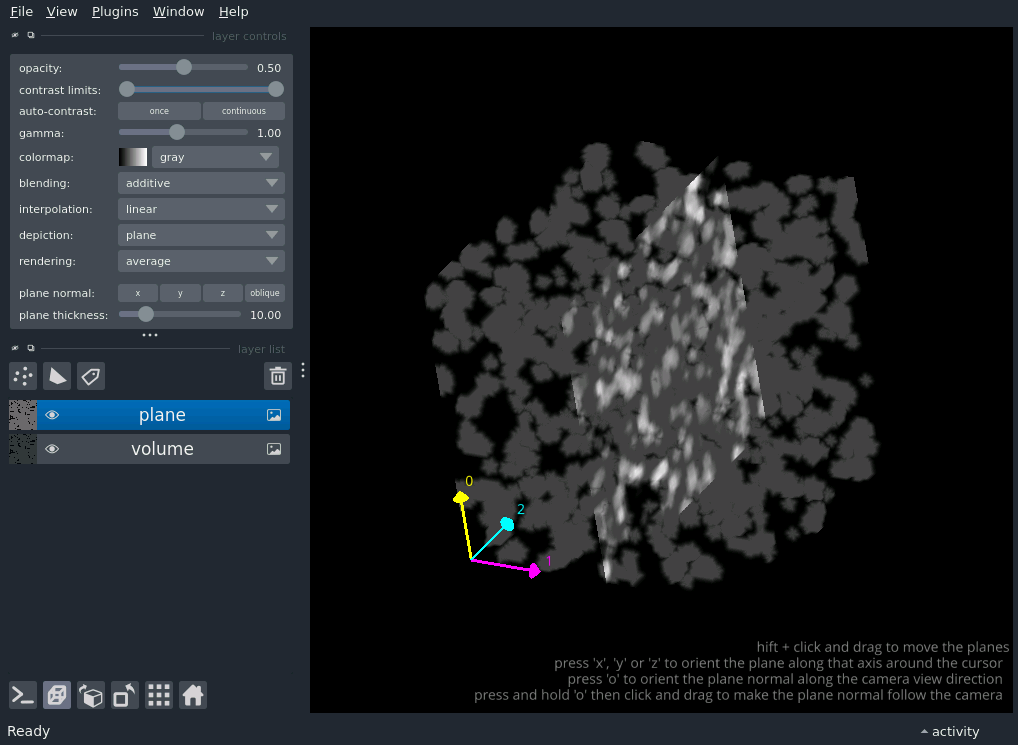 File View Plugins Window Help
layer controls
opacity: 0.50
contrast limits:
auto-contrast: once continuous
gamma: 1.00
colormap: gray
blending: additive
interpolation: linear
depiction: plane
rendering: average
plane normal: x y z oblique
plane thickness: 10.00
layer list
plane
volume
0
2
1
hift + click and drag to move the planes
press 'x', 'y' or 'z' to orient the plane along that axis around the cursor
press 'o' to orient the plane normal along the camera view direction
press and hold 'o' then click and drag to make the plane normal follow the camera
Ready
activity